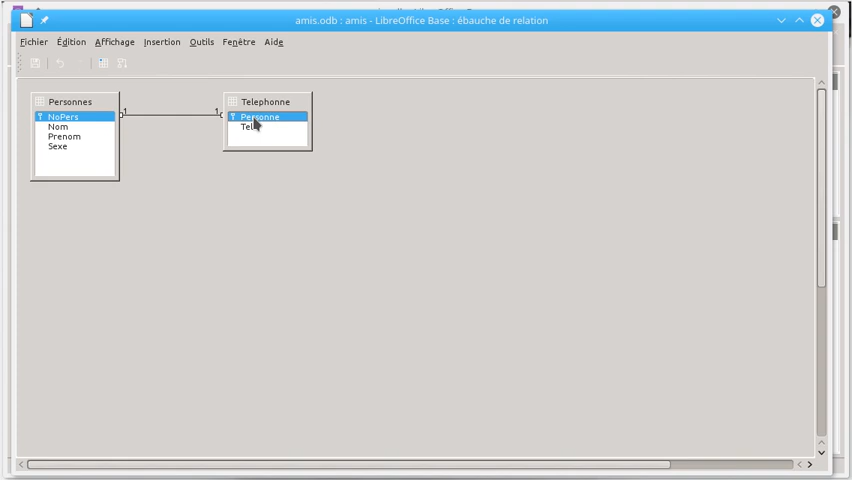 amis.odb : amis - LibreOffice Base : ébauche de relation
Fichier Édition Affichage Insertion Outils Fenêtre Aide
Personnes
NoPers
Nom
Prenom
Sexe
1 1
Telephonne
Personne